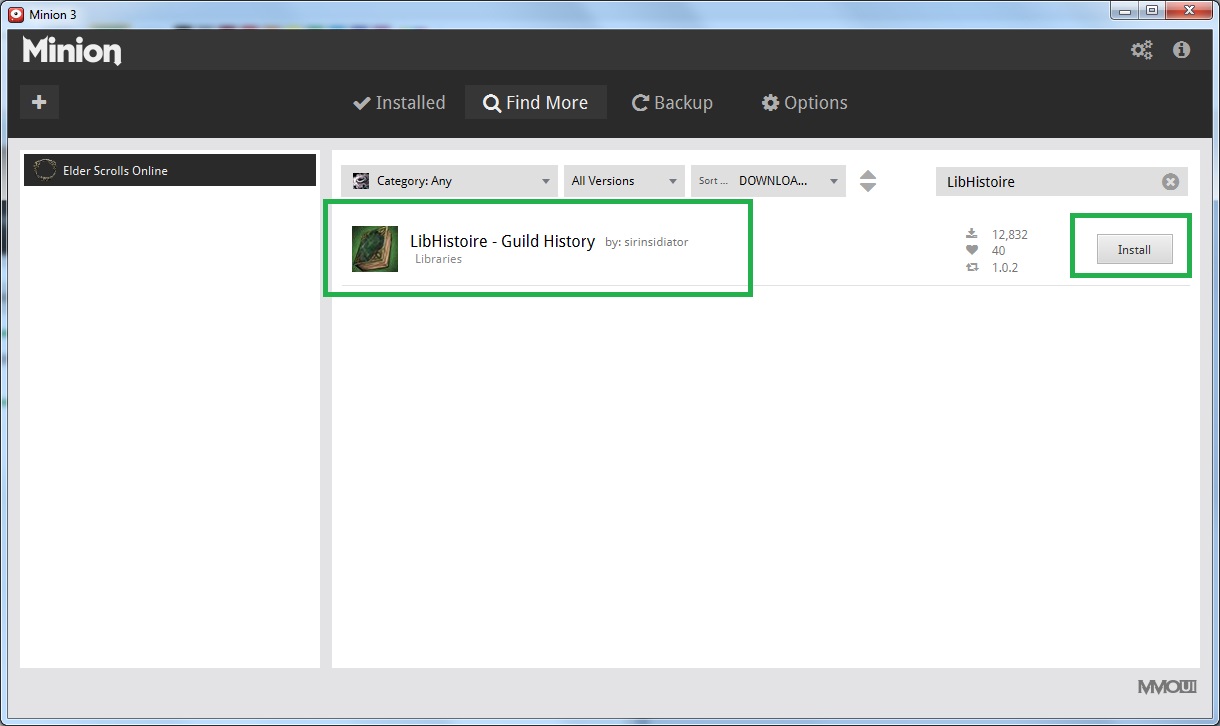 Minion 3
Minion
Installed
Find More
Backup
Options
Elder Scrolls Online
Category: Any
All Versions
Sort ... DOWNLOA...
LibHistoire
LibHistoire - Guild History by: sirinsidiator
Libraries
12,832
40
1.0.2
Install
MMOUI